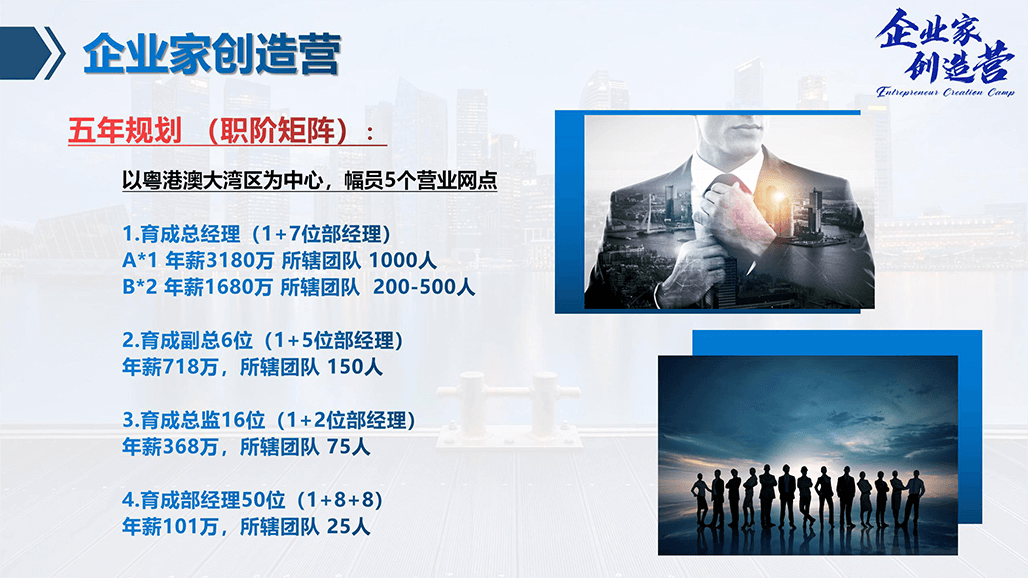 企业家创造营
企业家
创造营
Entrepreneur Creation Camp
五年规划 （职阶矩阵）:
以粤港澳大湾区为中心，幅员5个营业网点
1.育成总经理（1+7位部经理）
A*1 年薪3180万 所辖团队 1000人
B*2 年薪1680万 所辖团队 200-500人
2.育成副总6位（1+5位部经理）
年薪718万，所辖团队 150人
3.育成总监16位（1+2位部经理）
年薪368万，所辖团队 75人
4.育成部经理50位（1+8+8）
年薪101万，所辖团队 25人